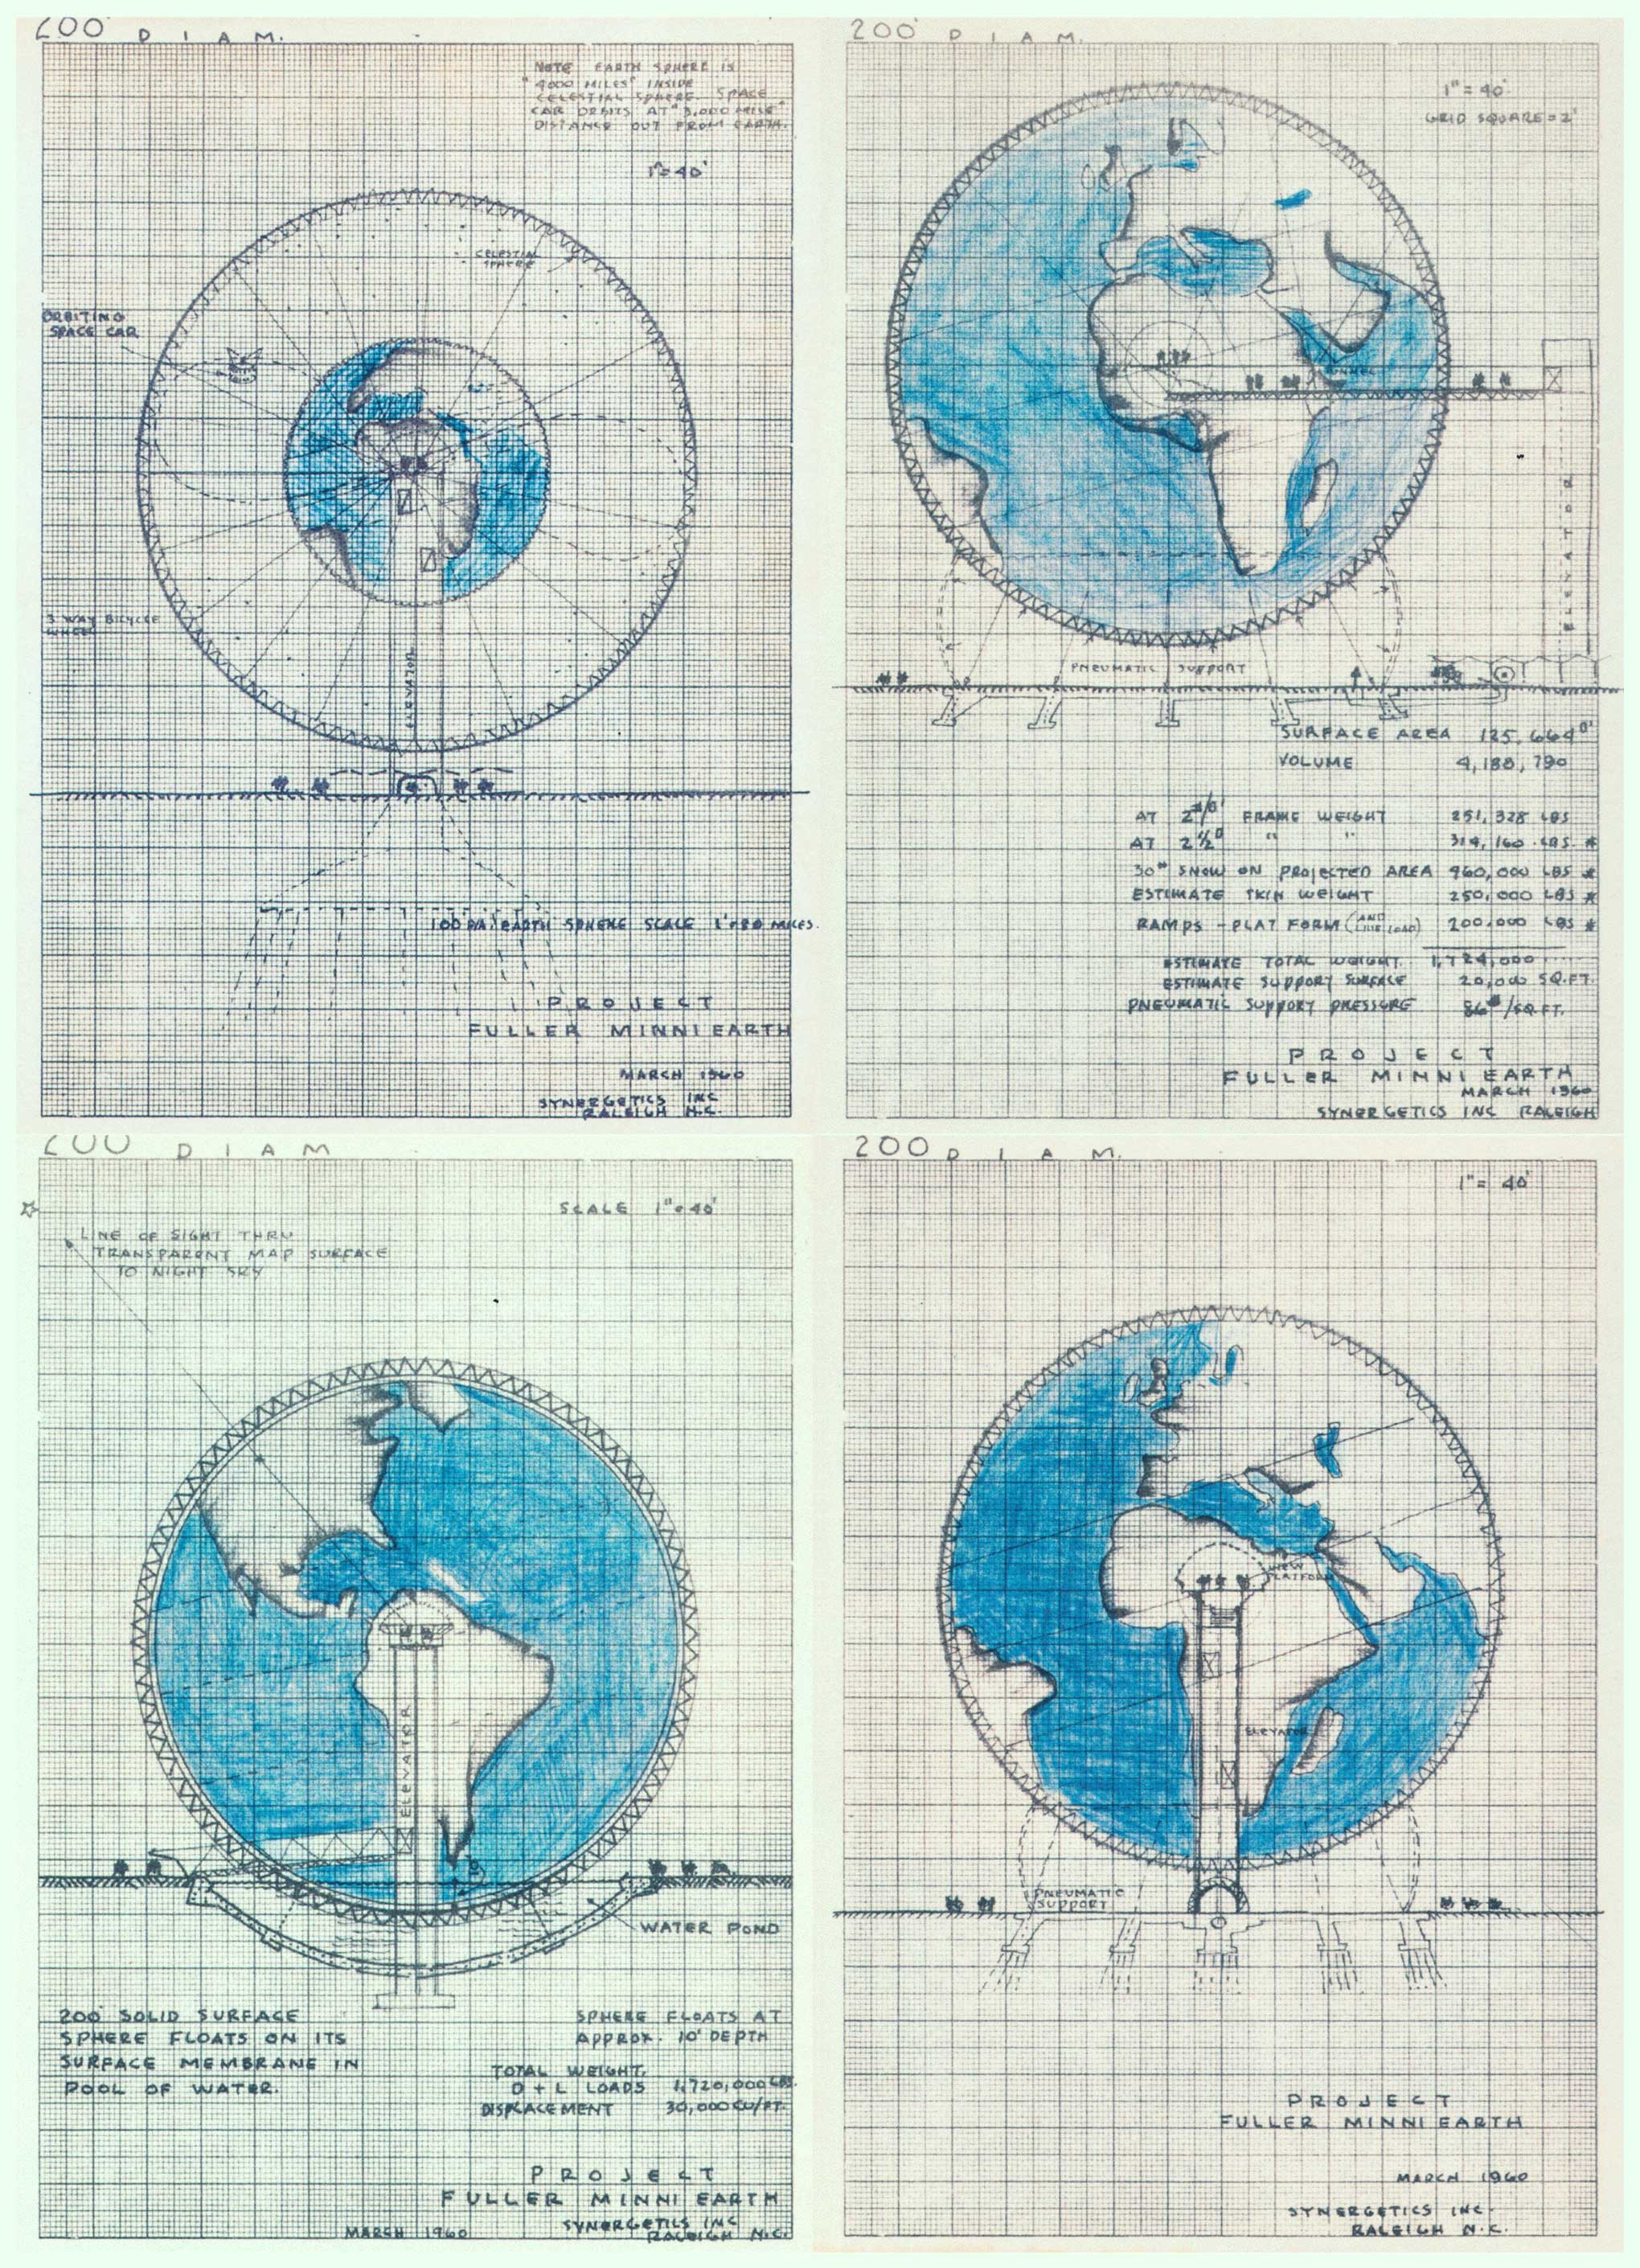 200' DIAM.
NOTE EARTH SPHERE IS
"4000 MILES" INSIDE
CELESTIAL SPHERE. SPACE
CAR ORBITS AT "3,000 MILE"
DISTANCE OUT FROM EARTH.
1"=40'
CELESTIAL
SPHERE
ORBITING
SPACE CAR
3 WAY BICYCLE
WHEEL
ELEVATOR
100' DIA. EARTH SPHERE SCALE 1'=80 MILES.
PROJECT
FULLER MINNI EARTH
MARCH 1960
SYNERGETICS INC
RALEIGH N.C.
200' DIAM.
1"=40'
GRID SQUARE=2'
ELEVATOR
PNEUMATIC SUPPORT
SURFACE AREA 125,664
VOLUME 4,188,790
AT 2 FRAME WEIGHT 251,328 LBS
AT 2 1/2 " " 314,160 LBS. *
30# SNOW ON PROJECTED AREA 960,000 LBS *
ESTIMATE SKIN WEIGHT 250,000 LBS *
RAMPS - PLAT FORM (AND LIVE LOAD) 200,000 LBS *
ESTIMATE TOTAL WEIGHT. 1,724,000
ESTIMATE SUPPORT SURFACE 20,000 SQ.FT.
PNEUMATIC SUPPORT PRESSURE 86#/SQ.FT.
PROJECT
FULLER MINNI EARTH
MARCH 1960
SYNERGETICS INC RALEIGH
200' DIAM
SCALE 1"=40'
LINE OF SIGHT THRU
TRANSPARENT MAP SURFACE
TO NIGHT SKY
ELEVATOR
10'
WATER POND
200' SOLID SURFACE
SPHERE FLOATS ON ITS
SURFACE MEMBRANE IN
POOL OF WATER.
SPHERE FLOATS AT
APPROX. 10' DEPTH
TOTAL WEIGHT.
D + L LOADS 1,720,000 LBS.
DISPLACEMENT 30,000 CU/FT.
PROJECT
FULLER MINNI EARTH
SYNERGETICS INC
RALEIGH N.C.
MARCH 1960
200' DIAM.
1"= 40'
VIEW
PLATFORM
ELEVATOR
PNEUMATIC
SUPPORT
PROJECT
FULLER MINNI EARTH
MARCH 1960
SYNERGETICS INC.
RALEIGH N.C.